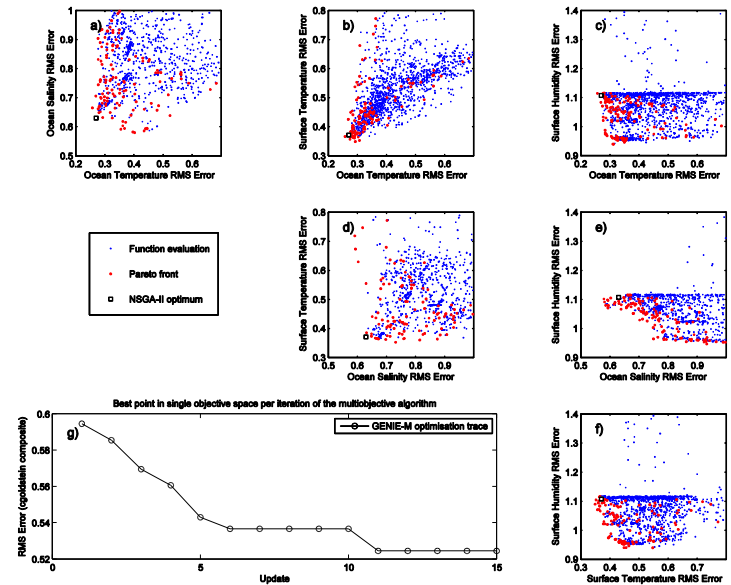 a)
Ocean Salinity RMS Error
1
0.9
0.8
0.7
0.6
0.5
0.2 0.3 0.4 0.5 0.6
Ocean Temperature RMS Error
b)
Surface Temperature RMS Error
0.8
0.7
0.6
0.5
0.4
0.3
0.2 0.3 0.4 0.5 0.6
Ocean Temperature RMS Error
c)
Surface Humidity RMS Error
1.4
1.3
1.2
1.1
1
0.9
0.2 0.3 0.4 0.5 0.6
Ocean Temperature RMS Error
Function evaluation
Pareto front
NSGA-II optimum
d)
Surface Temperature RMS Error
0.8
0.7
0.6
0.5
0.4
0.3
0.5 0.6 0.7 0.8 0.9
Ocean Salinity RMS Error
e)
Surface Humidity RMS Error
1.4
1.3
1.2
1.1
1
0.9
0.5 0.6 0.7 0.8 0.9
Ocean Salinity RMS Error
Best point in single objective space per iteration of the multiobjective algorithm
g)
GENIE-M optimisation trace
RMS Error (cgoldstein composite)
0.6
0.58
0.56
0.54
0.52
0 5 10 15
Update
f)
Surface Humidity RMS Error
1.4
1.3
1.2
1.1
1
0.9
0.3 0.4 0.5 0.6 0.7 0.8
Surface Temperature RMS Error